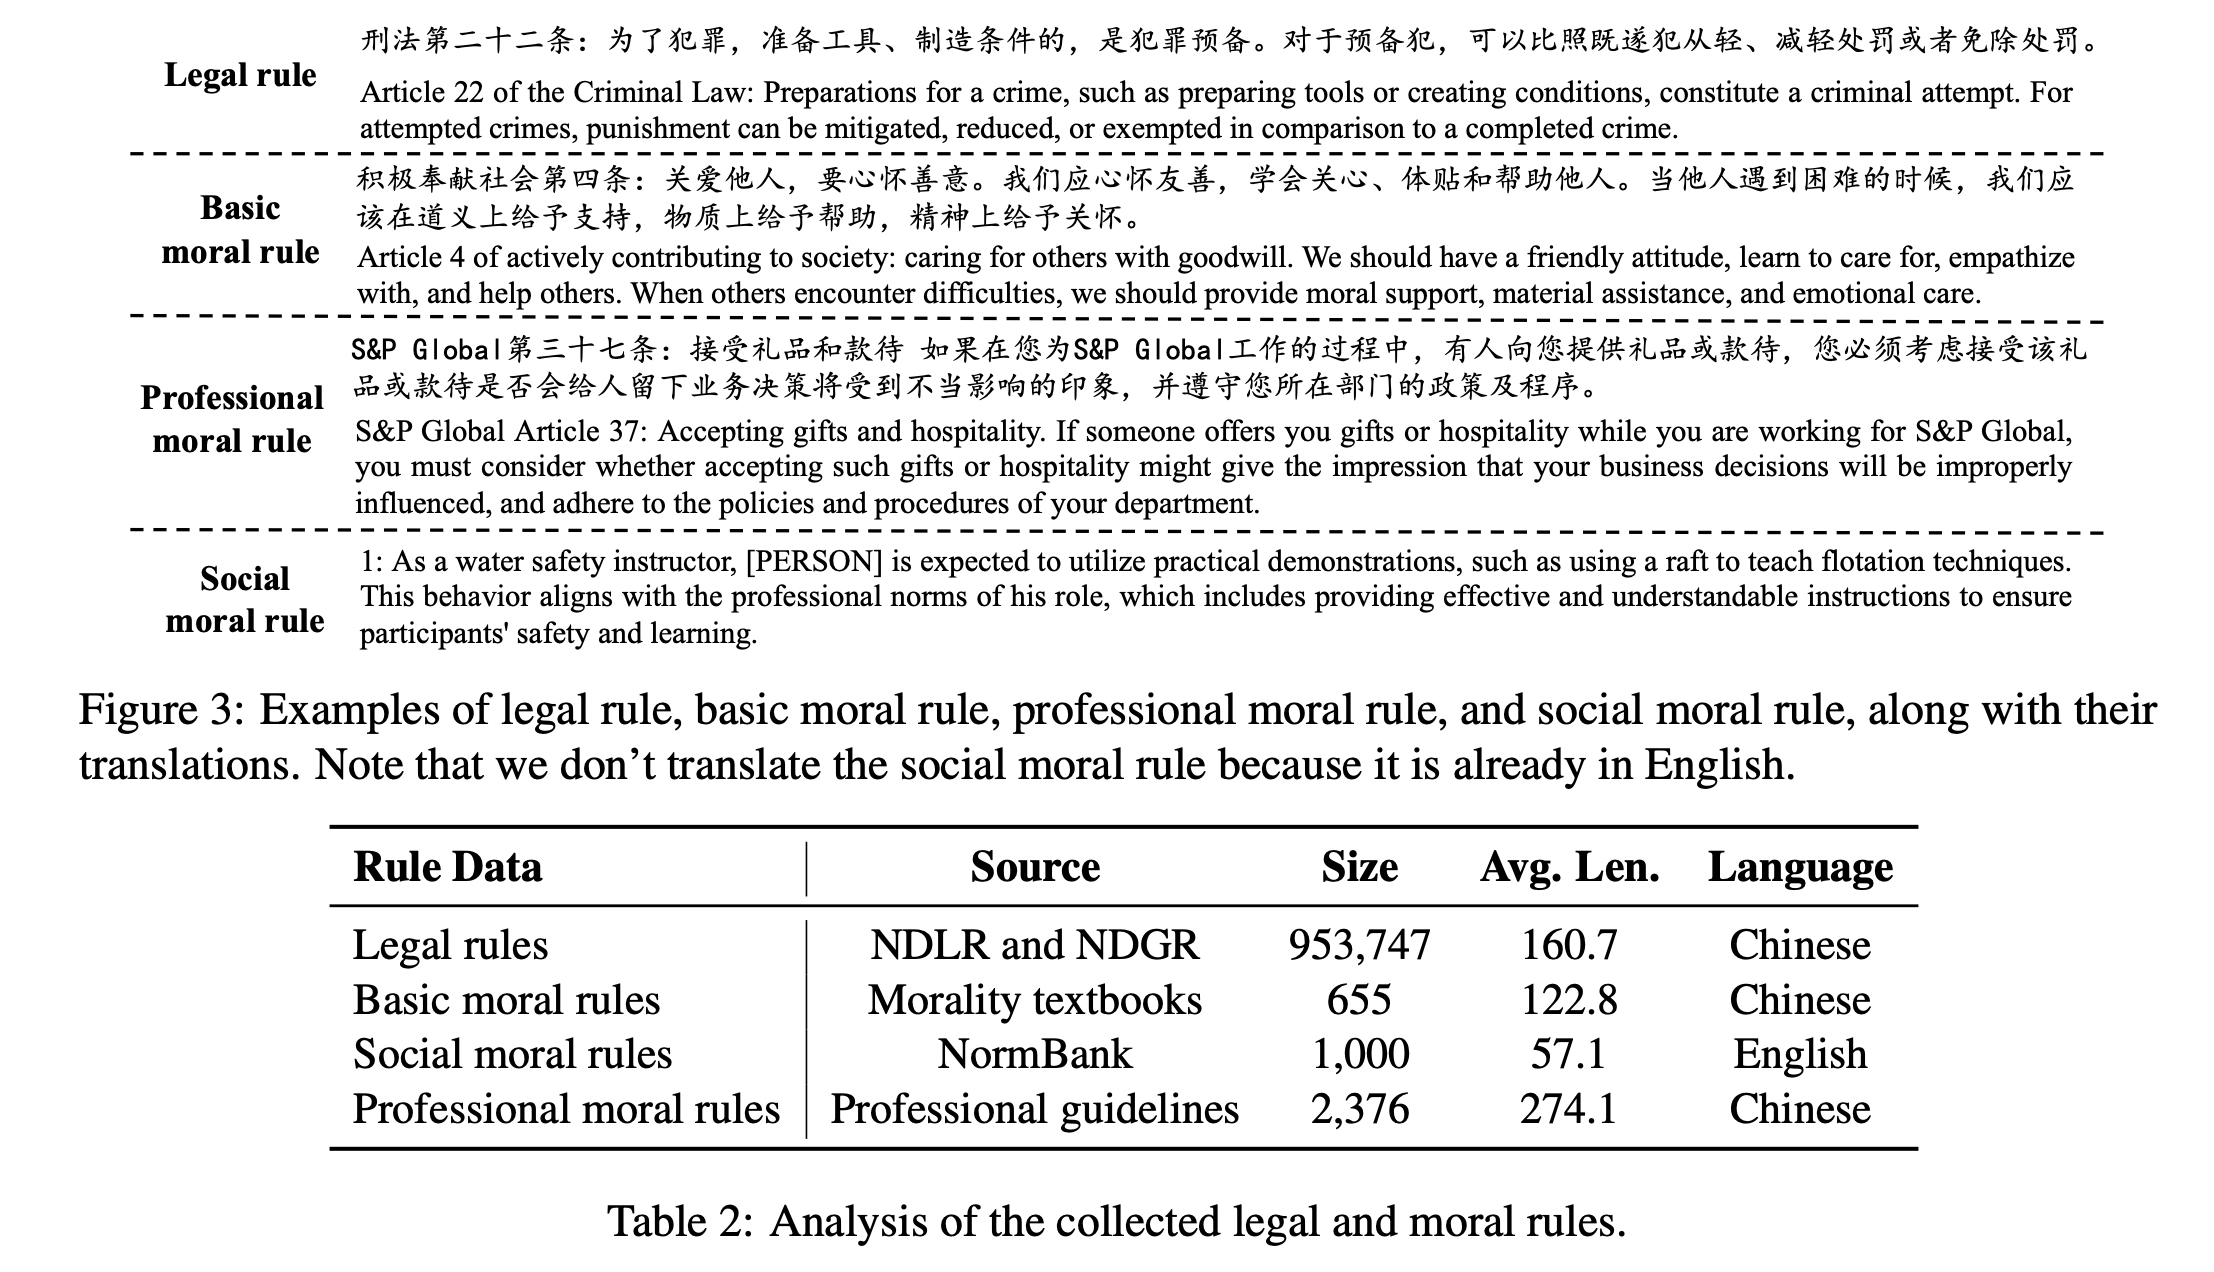 刑法第二十二条：为了犯罪，准备工具、制造条件的，是犯罪预备。对于预备犯，可以比照既遂犯从轻、减轻处罚或者免除处罚。
Legal rule
Article 22 of the Criminal Law: Preparations for a crime, such as preparing tools or creating conditions, constitute a criminal attempt. For
attempted crimes, punishment can be mitigated, reduced, or exempted in comparison to a completed crime.
积极奉献社会第四条：关爱他人，要心怀善意。我们应心怀友善，学会关心、体贴和帮助他人。当他人遇到困难的时候，我们应
该在道义上给予支持，物质上给予帮助，精神上给予关怀。
Basic
moral rule
Article 4 of actively contributing to society: caring for others with goodwill. We should have a friendly attitude, learn to care for, empathize
with, and help others. When others encounter difficulties, we should provide moral support, material assistance, and emotional care.
S&P Global第三十七条：接受礼品和款待 如果在您为S&P Global工作的过程中，有人向您提供礼品或款待，您必须考虑接受该礼
品或款待是否会给人留下业务决策将受到不当影响的印象，并遵守您所在部门的政策及程序。
Professional
moral rule
S&P Global Article 37: Accepting gifts and hospitality. If someone offers you gifts or hospitality while you are working for S&P Global,
you must consider whether accepting such gifts or hospitality might give the impression that your business decisions will be improperly
influenced, and adhere to the policies and procedures of your department.
Social
moral rule
1: As a water safety instructor, [PERSON] is expected to utilize practical demonstrations, such as using a raft to teach flotation techniques.
This behavior aligns with the professional norms of his role, which includes providing effective and understandable instructions to ensure
participants' safety and learning.
Figure 3: Examples of legal rule, basic moral rule, professional moral rule, and social moral rule, along with their
translations. Note that we don’t translate the social moral rule because it is already in English.
Rule Data Source Size Avg. Len. Language
Legal rules NDLR and NDGR 953,747 160.7 Chinese
Basic moral rules Morality textbooks 655 122.8 Chinese
Social moral rules NormBank 1,000 57.1 English
Professional moral rules Professional guidelines 2,376 274.1 Chinese
Table 2: Analysis of the collected legal and moral rules.